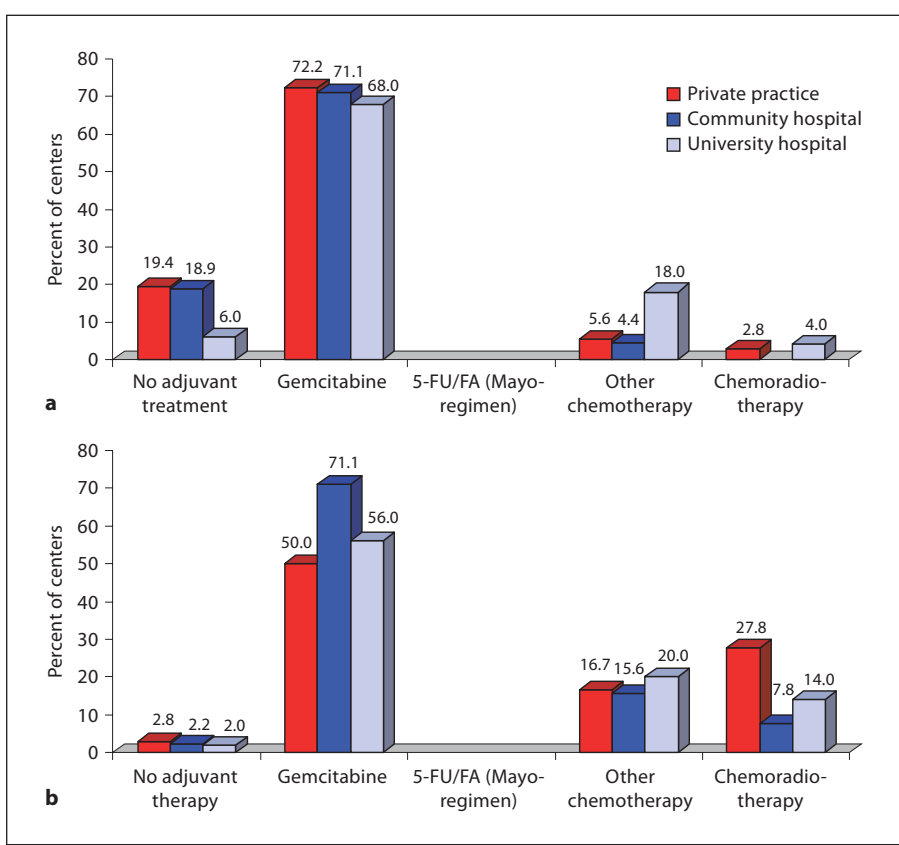 80
70
60
50
40
30
20
10
0
Percent of centers
72.2
71.1
68.0
19.4
18.9
6.0
5.6
4.4
18.0
2.8
4.0
Private practice
Community hospital
University hospital
No adjuvant
treatment
Gemcitabine
5-FU/FA (Mayo-
regimen)
Other
chemotherapy
Chemoradio-
therapy
a
80
70
60
50
40
30
20
10
0
Percent of centers
2.8
2.2
2.0
50.0
71.1
56.0
16.7
15.6
20.0
27.8
7.8
14.0
No adjuvant
therapy
Gemcitabine
5-FU/FA (Mayo-
regimen)
Other
chemotherapy
Chemoradio-
therapy
b